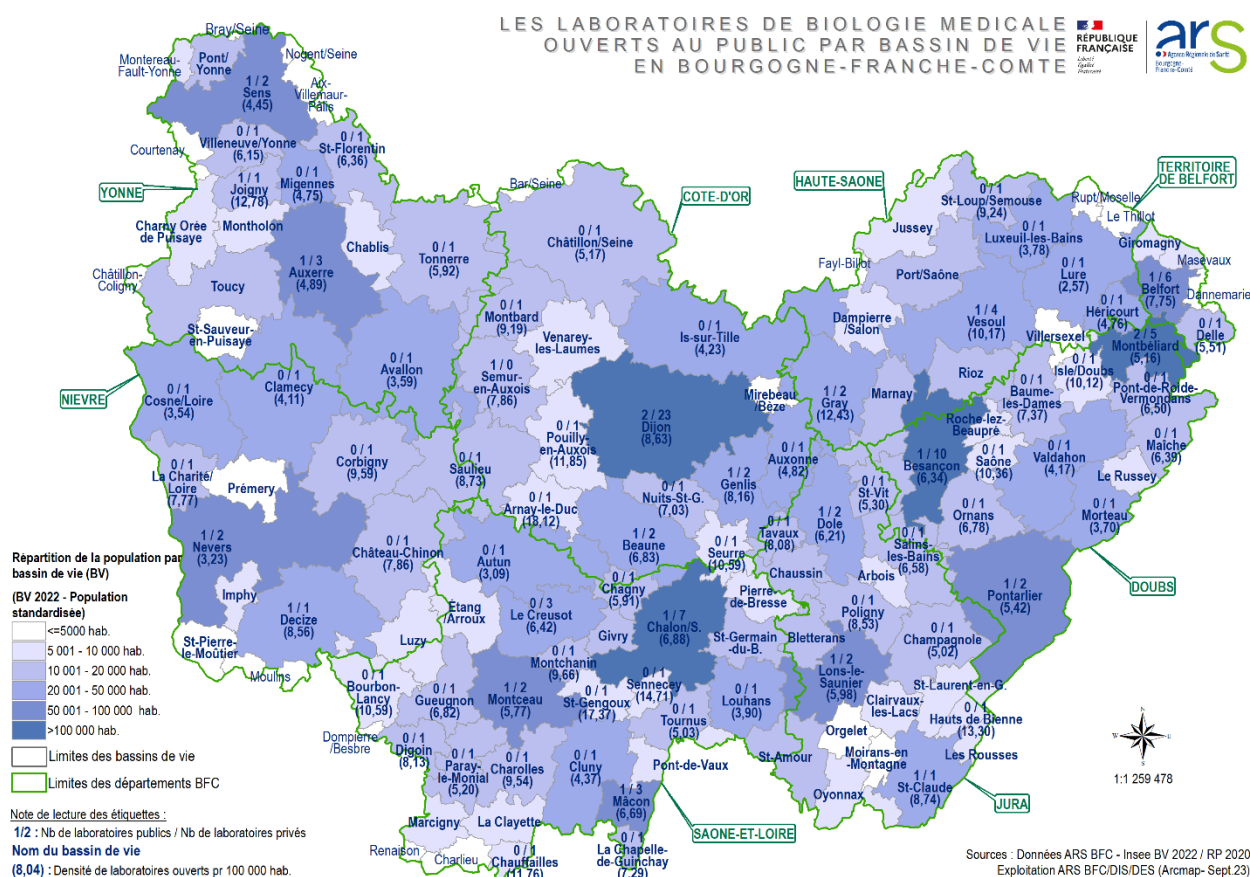 LES LABORATOIRES DE BIOLOGIE MEDICALE
OUVERTS AU PUBLIC PAR BASSIN DE VIE
EN BOURGOGNE-FRANCHE-COMTE
RÉPUBLIQUE
FRANÇAISE
Liberté
Égalité
Fraternité
ars
Agence Régionale de Santé
Bourgogne-
Franche-Comté
Bray/Seine
Montereau-
Fault-Yonne
Pont/
Yonne
Nogent/Seine
1 / 2
Sens
(4,45)
Aix-
Villemaur-
Pâlis
Courtenay
0 / 1
Villeneuve/Yonne
(6,15)
0 / 1
St-Florentin
(6,36)
YONNE
1 / 1
Joigny
(12,78)
0 / 1
Migennes
(4,75)
Charny Orée
de Puisaye
Montholon
Chablis
1 / 3
Auxerre
(4,89)
0 / 1
Tonnerre
(5,92)
Châtillon-
Coligny
Toucy
St-Sauveur-
en-Puisaye
0 / 1
Avallon
(3,59)
Bar/Seine
COTE-D'OR
0 / 1
Châtillon/Seine
(5,17)
0 / 1
Montbard
(9,19)
Venarey-
les-Laumes
0 / 1
Is-sur-Tille
(4,23)
1 / 0
Semur-
en-Auxois
(7,86)
2 / 23
Dijon
(8,63)
Mirebeau
/Bèze
0 / 1
Pouilly-
en-Auxois
(11,85)
0 / 1
Saulieu
(8,73)
0 / 1
Arnay-le-Duc
(18,12)
0 / 1
Nuits-St-G.
(7,03)
1 / 2
Genlis
(8,16)
0 / 1
Auxonne
(4,82)
1 / 2
Beaune
(6,83)
0 / 1
Seurre
(10,59)
HAUTE-SAONE
TERRITOIRE
DE BELFORT
Jussey
0 / 1
St-Loup/Semouse
(9,24)
Rupt/Moselle
Le Thillot
0 / 1
Luxeuil-les-Bains
(3,78)
Giromagny
Masevaux
Fayl-Billot
Port/Saône
0 / 1
Lure
(2,57)
1 / 6
Belfort
(7,75)
Dannemarie
Dampierre
/Salon
1 / 4
Vesoul
(10,17)
Villersexel
0 / 1
Héricourt
(4,76)
0 / 1
Delle
(5,51)
2 / 5
Montbéliard
(5,16)
0 / 1
Isle/Doubs
(10,12)
0 / 1
Pont-de-Roide-
Vermondans
(6,50)
1 / 2
Gray
(12,43)
Marnay
Rioz
0 / 1
Baume-
les-Dames
(7,37)
Roche-lez-
Beaupré
1 / 10
Besançon
(6,34)
0 / 1
Saône
(10,36)
0 / 1
Valdahon
(4,17)
0 / 1
Maîche
(6,39)
Le Russey
0 / 1
St-Vit
(5,30)
0 / 1
Ornans
(6,78)
0 / 1
Morteau
(3,70)
1 / 2
Dole
(6,21)
0 / 1
Tavaux
(8,08)
0 / 1
Salins-
les-Bains
(6,58)
1 / 2
Pontarlier
(5,42)
DOUBS
NIEVRE
0 / 1
Cosne/Loire
(3,54)
0 / 1
Clamecy
(4,11)
0 / 1
La Charité/
Loire
(7,77)
Prémery
0 / 1
Corbigny
(9,59)
1 / 2
Nevers
(3,23)
0 / 1
Château-Chinon
(7,86)
Imphy
1 / 1
Decize
(8,56)
Luzy
St-Pierre-
le-Moûtier
Moulins
0 / 1
Autun
(3,09)
Étang
/Arroux
0 / 3
Le Creusot
(6,42)
0 / 1
Chagny
(5,91)
1 / 7
Chalon/S.
(6,88)
Givry
Pierre-
de-Bresse
St-Germain
-du-B.
0 / 1
Montchanin
(9,66)
0 / 1
Bourbon-
Lancy
(10,59)
0 / 1
Gueugnon
(6,82)
1 / 2
Montceau
(5,77)
0 / 1
St-Gengoux
(17,37)
0 / 1
Sennecey
(14,71)
0 / 1
Louhans
(3,90)
0 / 1
Tournus
(5,03)
Dompierre
/Besbre
0 / 1
Digoin
(8,13)
0 / 1
Paray-
le-Monial
(5,20)
0 / 1
Charolles
(9,54)
0 / 1
Cluny
(4,37)
Pont-de-Vaux
1 / 3
Mâcon
(6,69)
Marcigny
La Clayette
Renaison
Charlieu
0 / 1
Chauffailles
(11,76)
0 / 1
La Chapelle-
de-Guinchay
(7,29)
SAONE-ET-LOIRE
Chaussin
Arbois
0 / 1
Poligny
(8,53)
Bletterans
0 / 1
Champagnole
(5,02)
1 / 2
Lons-le-
Saunier
(5,98)
St-Laurent-en-G.
Clairvaux-
les-Lacs
0 / 1
Hauts de Bienne
(13,30)
Orgelet
Moirans-en
-Montagne
Les Rousses
St-Amour
Oyonnax
1 / 1
St-Claude
(8,74)
JURA
Répartition de la population par
bassin de vie (BV)
(BV 2022 - Population
standardisée)
<=5000 hab.
5 001 - 10 000 hab.
10 001 - 20 000 hab.
20 001 - 50 000 hab.
50 001 - 100 000 hab.
>100 000 hab.
Limites des bassins de vie
Limites des départements BFC
Note de lecture des étiquettes :
1/2 : Nb de laboratoires publics / Nb de laboratoires privés
Nom du bassin de vie
(8,04) : Densité de laboratoires ouverts pr 100 000 hab.
N
W
E
S
1:1 259 478
Sources : Données ARS BFC - Insee BV 2022 / RP 2020
Exploitation ARS BFC/DIS/DES (Arcmap- Sept.23)